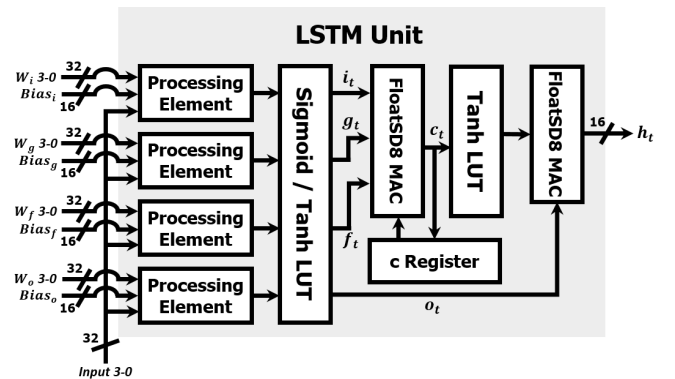 LSTM Unit
32
W_i 3-0
Bias_i
16
Processing
Element
32
W_g 3-0
Bias_g
16
Processing
Element
32
W_f 3-0
Bias_f
16
Processing
Element
32
W_o 3-0
Bias_o
16
Processing
Element
32
Input 3-0
Sigmoid / Tanh LUT
i_t
g_t
f_t
o_t
FloatSD8
MAC
c_t
c Register
Tanh LUT
FloatSD8
MAC
16
h_t